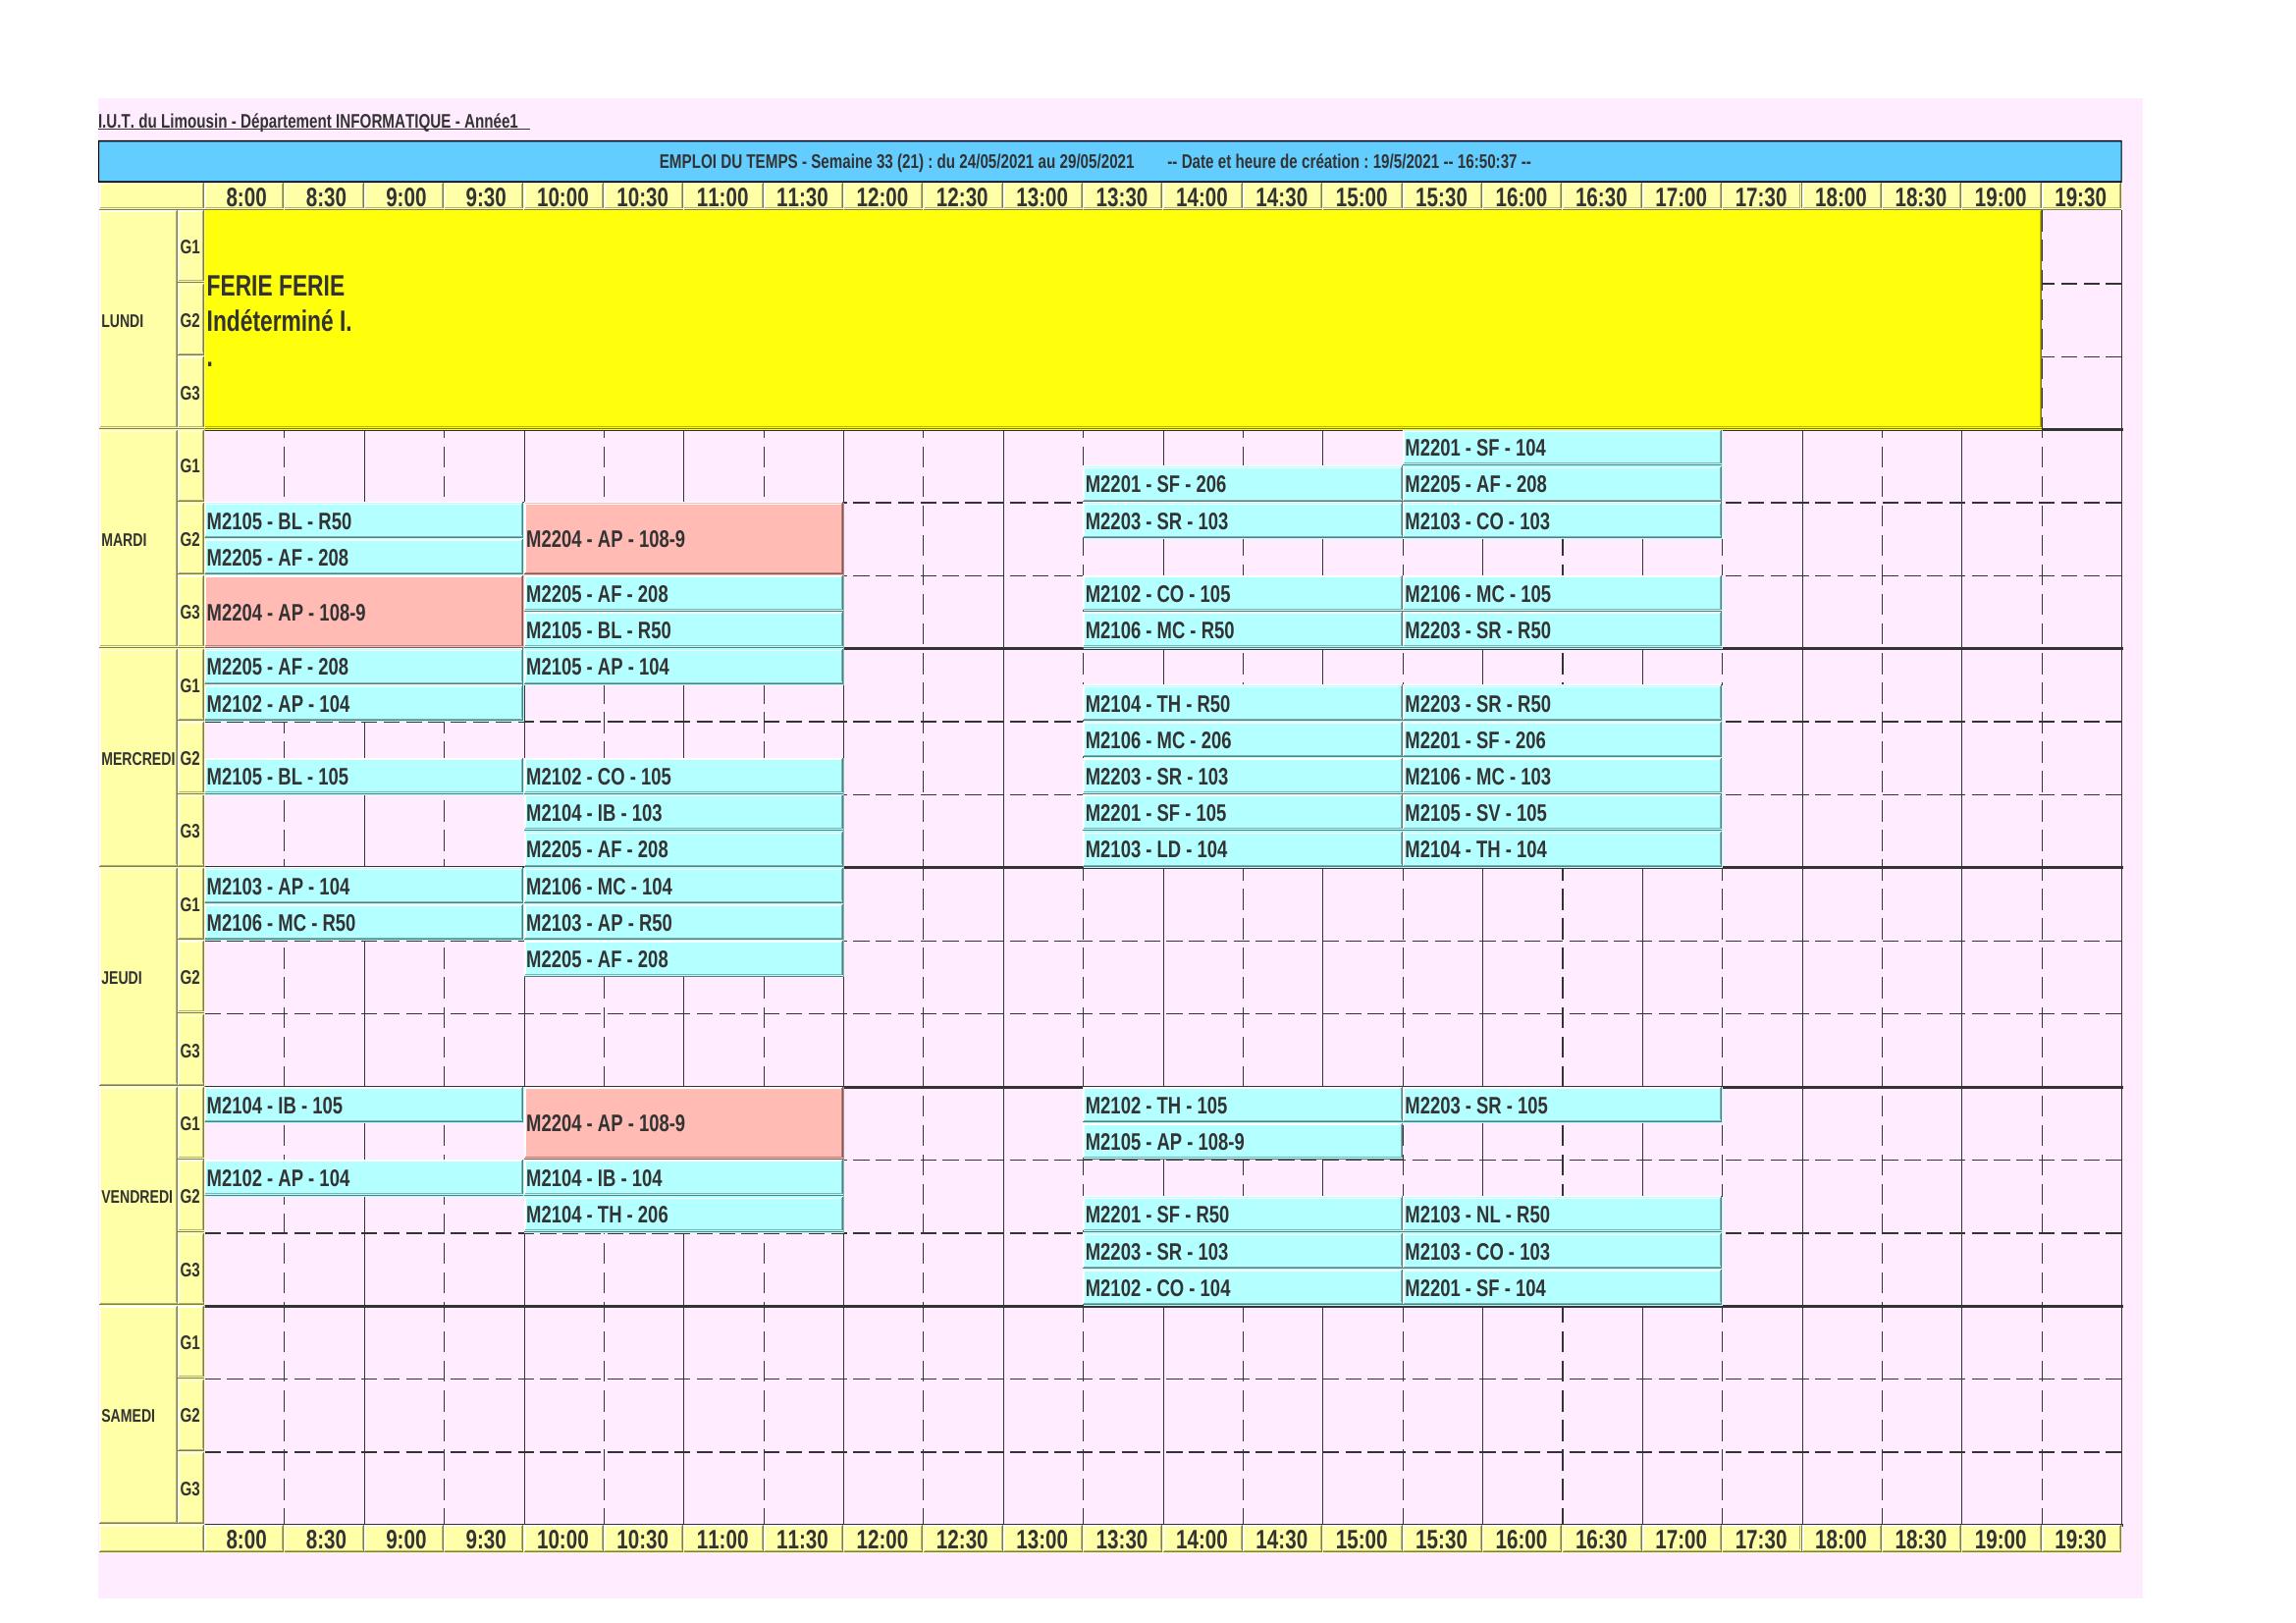 I.U.T. du Limousin - Département INFORMATIQUE - Année1
EMPLOI DU TEMPS - Semaine 33 (21) : du 24/05/2021 au 29/05/2021 -- Date et heure de création : 19/5/2021 -- 16:50:37 --
8:00 8:30 9:00 9:30 10:00 10:30 11:00 11:30 12:00 12:30 13:00 13:30 14:00 14:30 15:00 15:30 16:00 16:30 17:00 17:30 18:00 18:30 19:00 19:30
LUNDI
G1
G2
G3
FERIE FERIE
Indéterminé I.
.
MARDI
G1
M2201 - SF - 104
M2201 - SF - 206 M2205 - AF - 208
G2
M2105 - BL - R50 M2204 - AP - 108-9 M2203 - SR - 103 M2103 - CO - 103
M2205 - AF - 208
G3
M2204 - AP - 108-9 M2205 - AF - 208 M2102 - CO - 105 M2106 - MC - 105
M2105 - BL - R50 M2106 - MC - R50 M2203 - SR - R50
MERCREDI
G1
M2205 - AF - 208 M2105 - AP - 104
M2102 - AP - 104 M2104 - TH - R50 M2203 - SR - R50
G2
M2106 - MC - 206 M2201 - SF - 206
M2105 - BL - 105 M2102 - CO - 105 M2203 - SR - 103 M2106 - MC - 103
G3
M2104 - IB - 103 M2201 - SF - 105 M2105 - SV - 105
M2205 - AF - 208 M2103 - LD - 104 M2104 - TH - 104
JEUDI
G1
M2103 - AP - 104 M2106 - MC - 104
M2106 - MC - R50 M2103 - AP - R50
G2
M2205 - AF - 208
G3
VENDREDI
G1
M2104 - IB - 105 M2204 - AP - 108-9 M2102 - TH - 105 M2203 - SR - 105
M2105 - AP - 108-9
G2
M2102 - AP - 104 M2104 - IB - 104
M2104 - TH - 206 M2201 - SF - R50 M2103 - NL - R50
G3
M2203 - SR - 103 M2103 - CO - 103
M2102 - CO - 104 M2201 - SF - 104
SAMEDI
G1
G2
G3
8:00 8:30 9:00 9:30 10:00 10:30 11:00 11:30 12:00 12:30 13:00 13:30 14:00 14:30 15:00 15:30 16:00 16:30 17:00 17:30 18:00 18:30 19:00 19:30